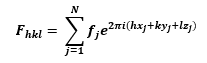 F_{hkl} = \sum_{j=1}^{N} f_j e^{2\pi i(hx_j+ky_j+lz_j)}